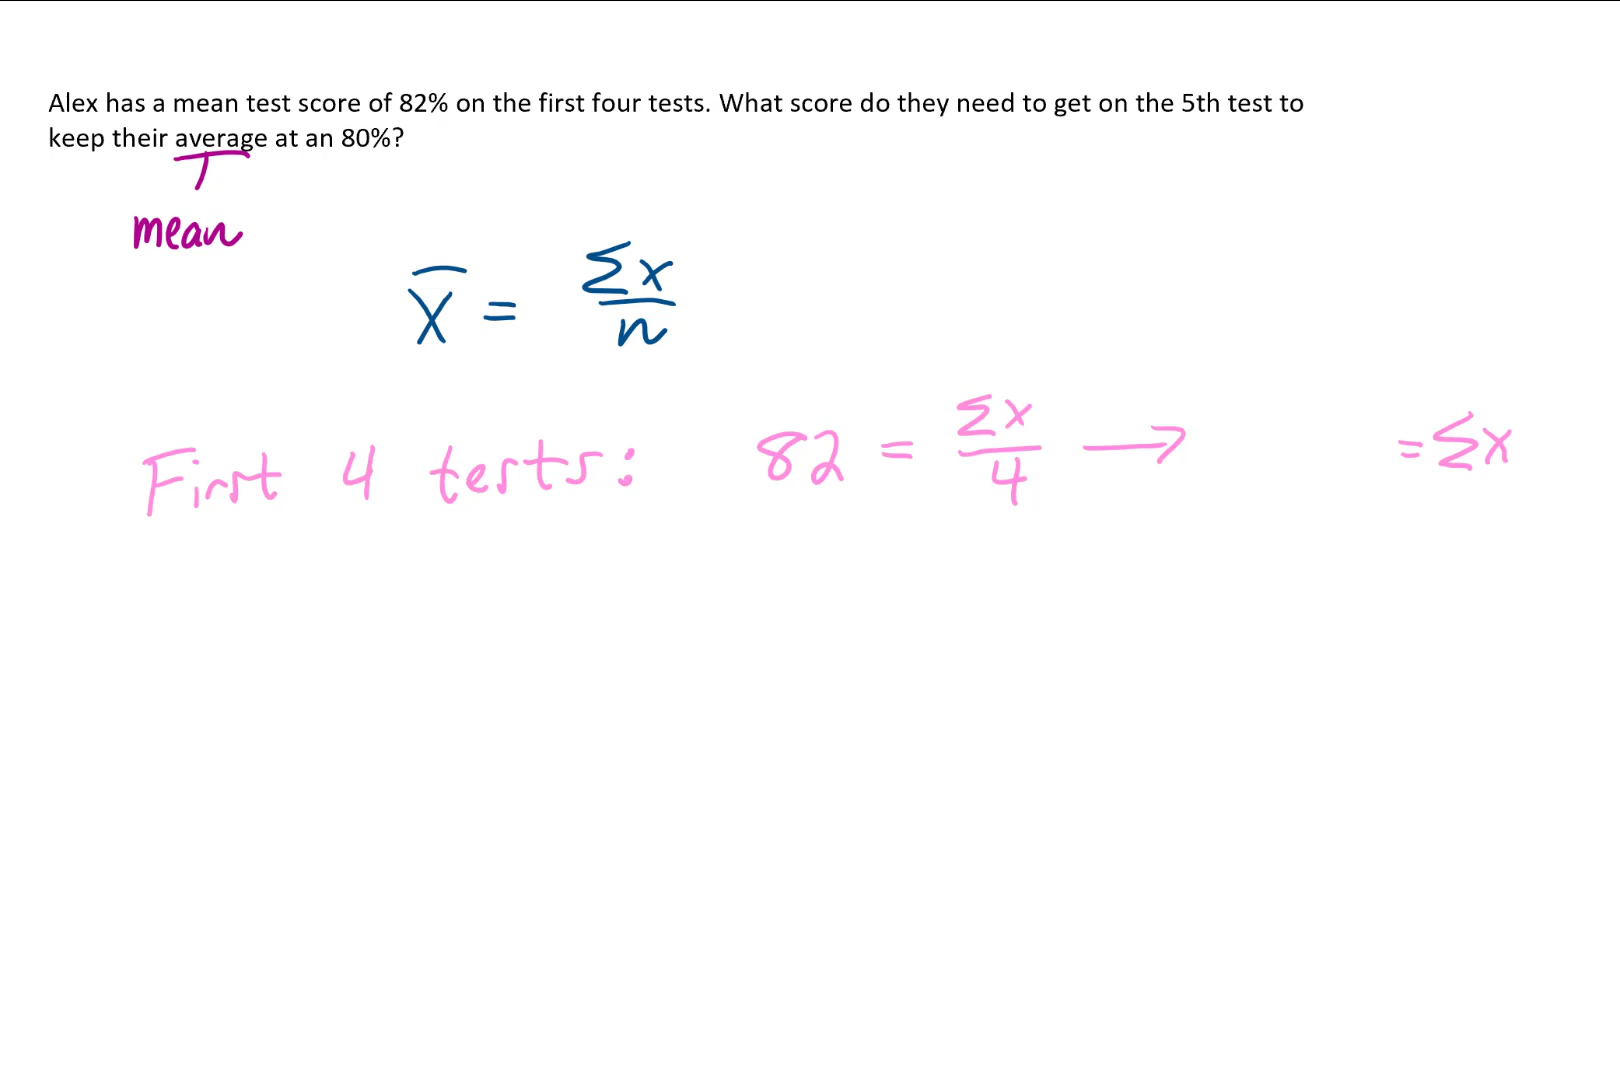 Alex has a mean test score of 82% on the first four tests. What score do they need to get on the 5th test to
keep their average at an 80%?
mean
x̄ = Σx/n
First 4 tests: 82 = Σx/4 → = Σx